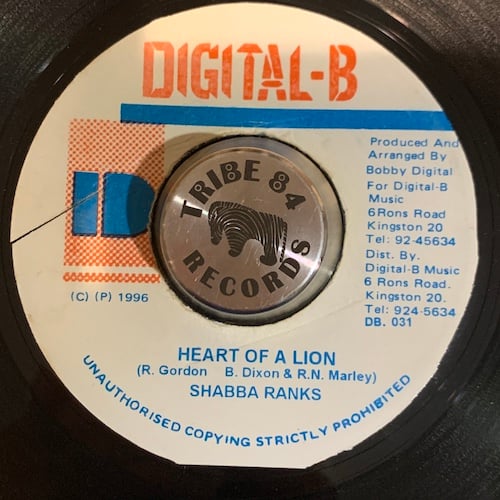 DIGITAL-B
Produced And
Arranged By
Bobby Digital
For Digital-B
Music
6 Rons Road
Kingston 20
Tel: 92-45634
Dist. By.
Digital-B Music
6 Rons Road.
Kingston 20.
Tel: 924-5634
DB. 031
D
TRIBE 84
RECORDS
(C) (P) 1996
HEART OF A LION
(R. Gordon B. Dixon & R.N. Marley)
SHABBA RANKS
UNAUTHORISED COPYING STRICTLY PROHIBITED